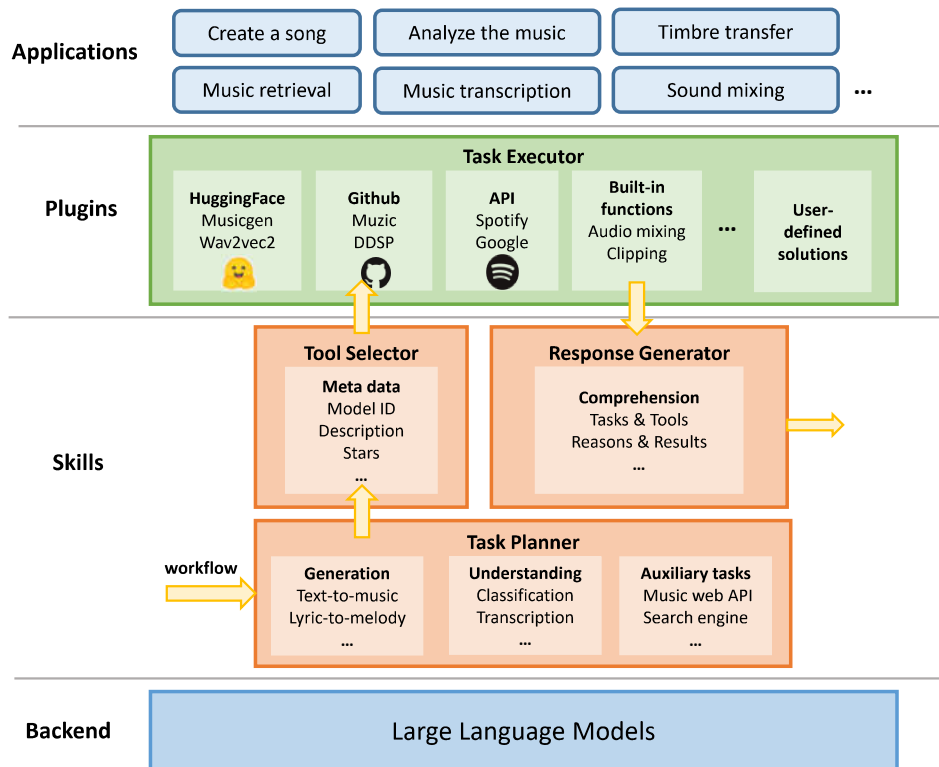 Applications
Create a song
Analyze the music
Timbre transfer
Music retrieval
Music transcription
Sound mixing
...
Plugins
Task Executor
HuggingFace
Musicgen
Wav2vec2
Github
Muzic
DDSP
API
Spotify
Google
Built-in
functions
Audio mixing
Clipping
...
User-
defined
solutions
Skills
Tool Selector
Meta data
Model ID
Description
Stars
...
Response Generator
Comprehension
Tasks & Tools
Reasons & Results
...
workflow
Task Planner
Generation
Text-to-music
Lyric-to-melody
...
Understanding
Classification
Transcription
...
Auxiliary tasks
Music web API
Search engine
...
Backend
Large Language Models